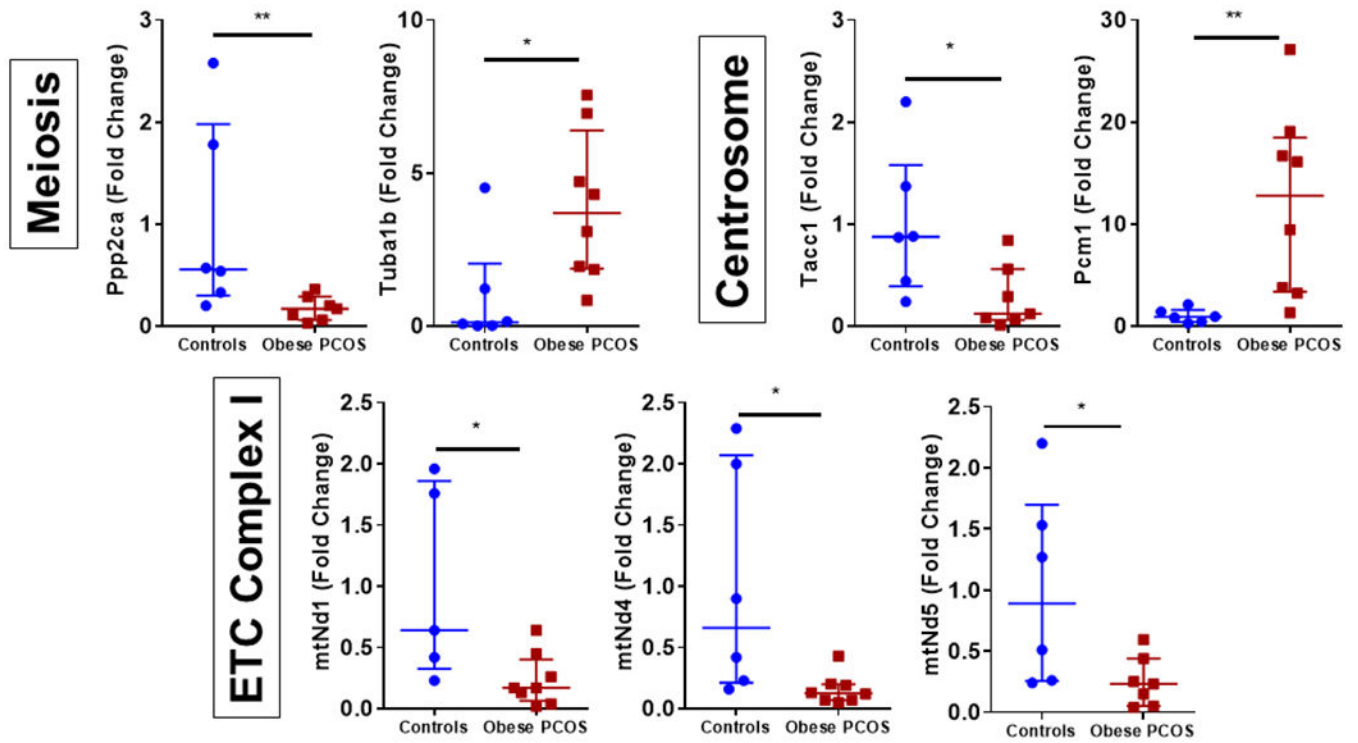 Meiosis
Ppp2ca (Fold Change)
3
2
1
0
**
Controls
Obese PCOS
Tubba1b (Fold Change)
10
5
0
*
Controls
Obese PCOS
Centrosome
Tacc1 (Fold Change)
3
2
1
0
*
Controls
Obese PCOS
Pcm1 (Fold Change)
30
20
10
0
**
Controls
Obese PCOS
ETC Complex I
mtNd1 (Fold Change)
2.5
2.0
1.5
1.0
0.5
0.0
*
Controls
Obese PCOS
mtNd4 (Fold Change)
2.5
2.0
1.5
1.0
0.5
0.0
*
Controls
Obese PCOS
mtNd5 (Fold Change)
2.5
2.0
1.5
1.0
0.5
0.0
*
Controls
Obese PCOS